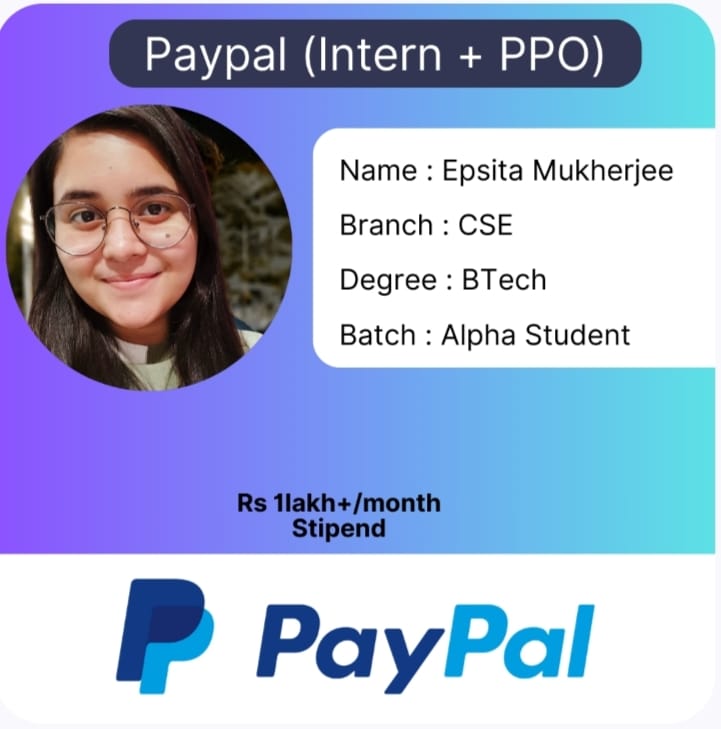 Paypal (Intern + PPO)
Name : Epsita Mukherjee
Branch : CSE
Degree : BTech
Batch : Alpha Student
Rs 1lakh+/month
Stipend
PayPal